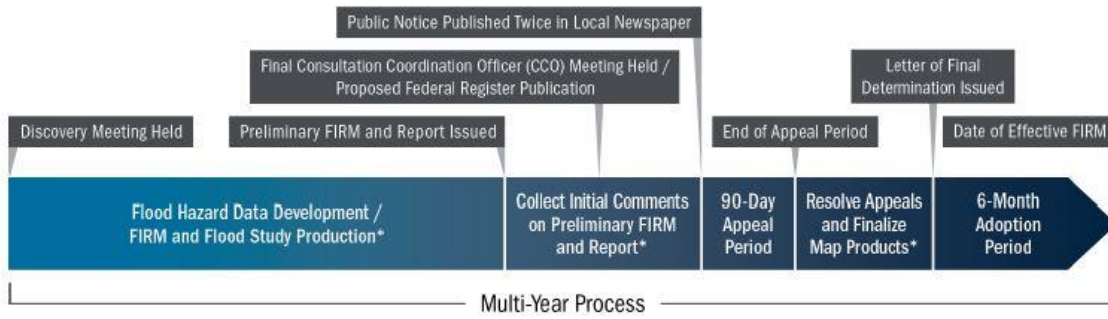 Public Notice Published Twice in Local Newspaper
Final Consultation Coordination Officer (CCO) Meeting Held /
Proposed Federal Register Publication
Letter of Final
Determination Issued
Discovery Meeting Held
Preliminary FIRM and Report Issued
End of Appeal Period
Date of Effective FIRM
Flood Hazard Data Development /
FIRM and Flood Study Production*
Collect Initial Comments
on Preliminary FIRM
and Report*
90-Day
Appeal
Period
Resolve Appeals
and Finalize
Map Products*
6-Month
Adoption
Period
Multi-Year Process